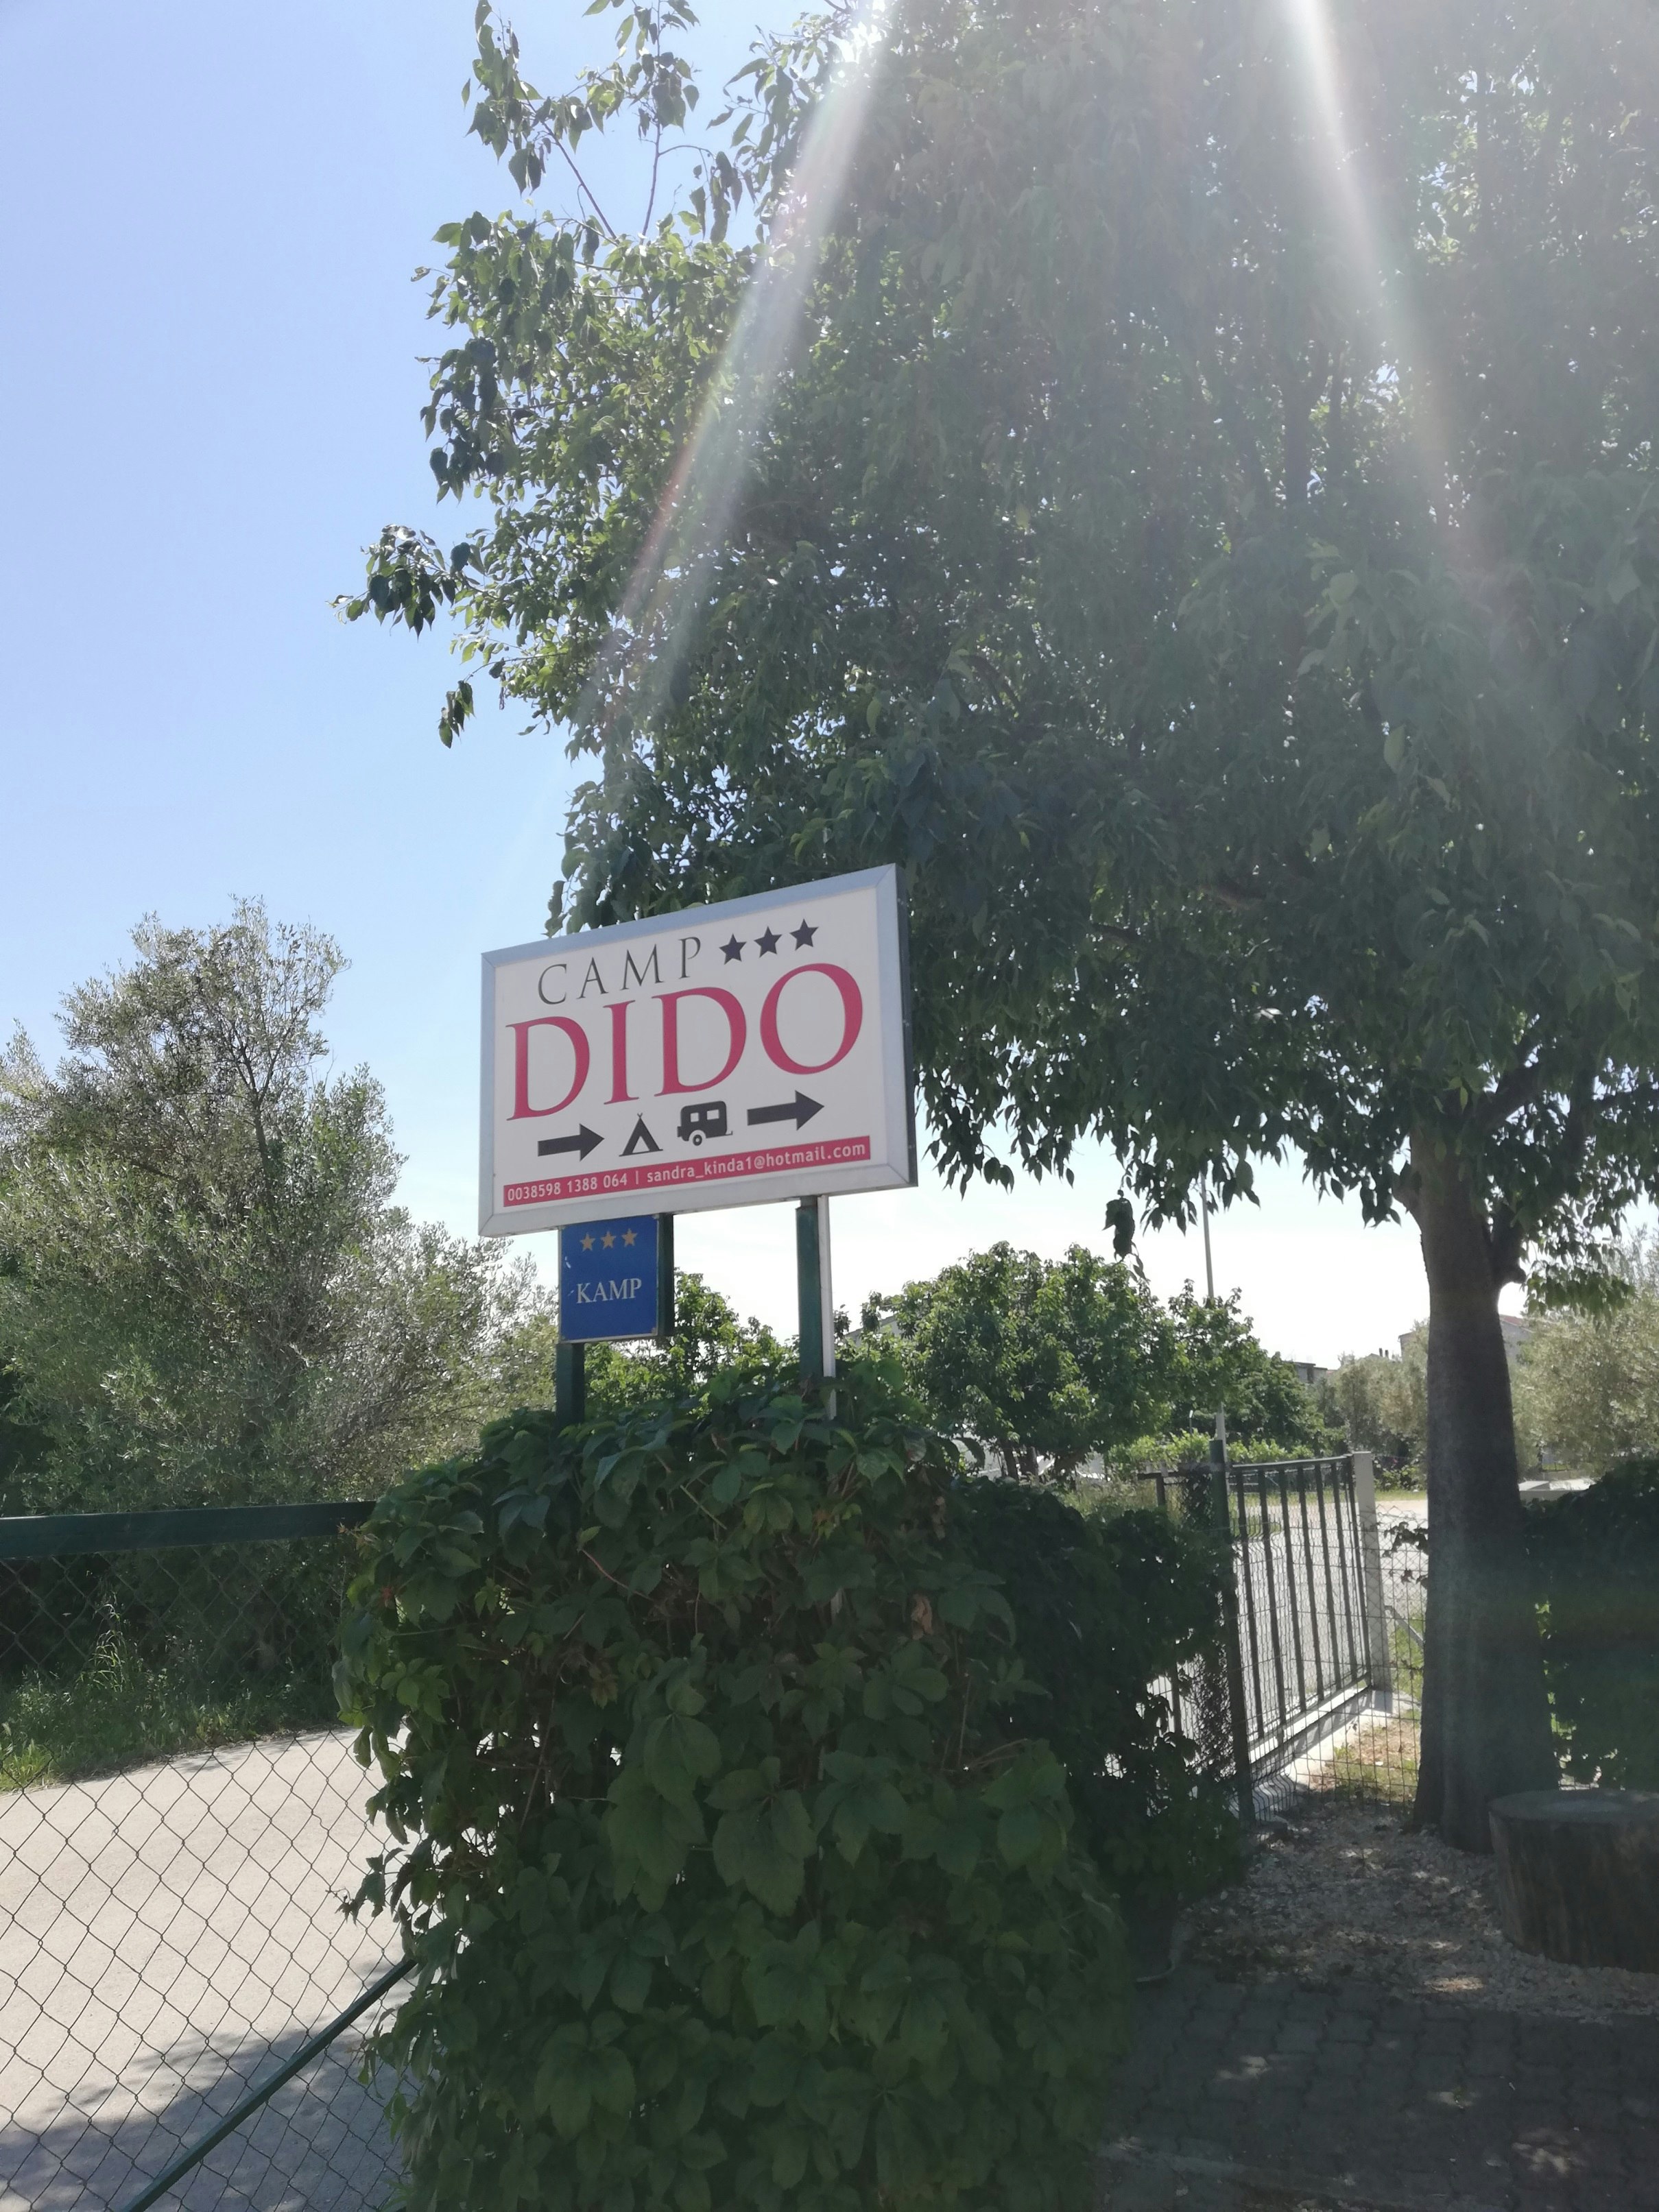 CAMP ★★★
DIDO
0038598 1388 064 | sandra_kinda1@hotmail.com
★★★
KAMP